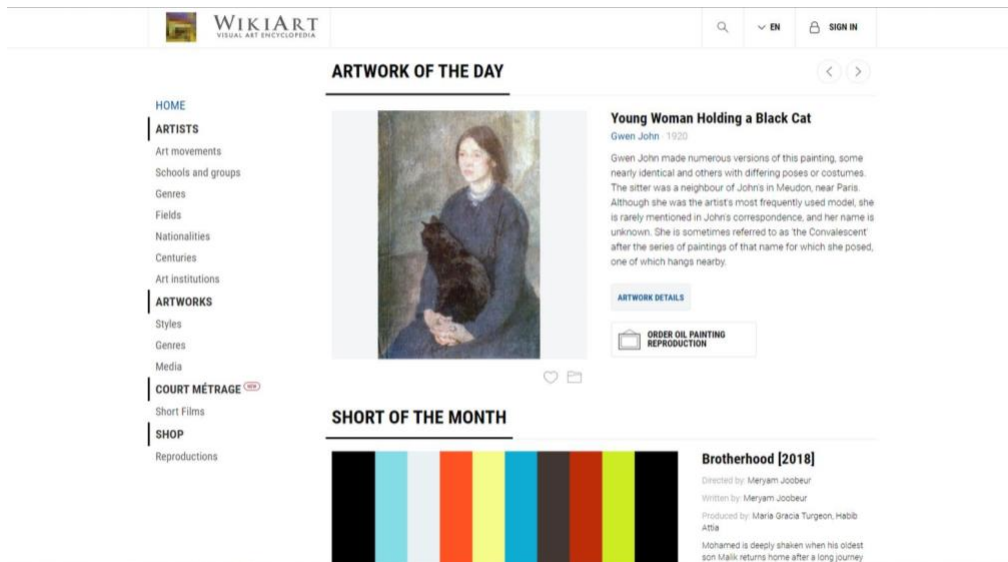 WIKIART
VISUAL ART ENCYCLOPEDIA
EN
SIGN IN
HOME
ARTISTS
Art movements
Schools and groups
Genres
Fields
Nationalities
Centuries
Art institutions
ARTWORKS
Styles
Genres
Media
COURT MÉTRAGE NEW
Short Films
SHOP
Reproductions
ARTWORK OF THE DAY
Young Woman Holding a Black Cat
Gwen John · 1920
Gwen John made numerous versions of this painting, some
nearly identical and others with differing poses or costumes.
The sitter was a neighbour of John's in Meudon, near Paris.
Although she was the artist's most frequently used model, she
is rarely mentioned in John's correspondence, and her name is
unknown. She is sometimes referred to as 'the Convalescent'
after the series of paintings of that name for which she posed,
one of which hangs nearby.
ARTWORK DETAILS
ORDER OIL PAINTING
REPRODUCTION
SHORT OF THE MONTH
Brotherhood [2018]
Directed by: Meryam Joobeur
Written by: Meryam Joobeur
Produced by: Maria Gracia Turgeon, Habib
Attia
Mohamed is deeply shaken when his oldest
son Malik returns home after a long journey